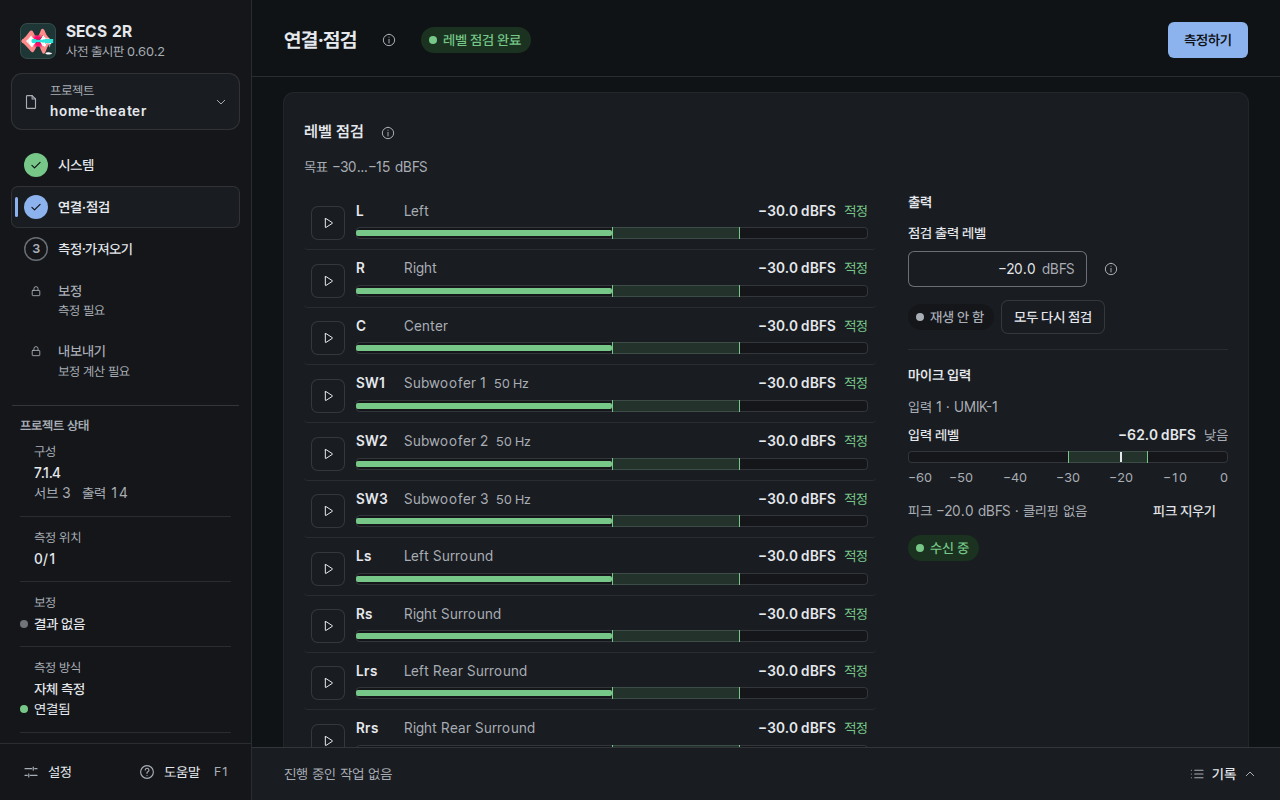 SECS 2R
사전 출시판 0.60.2
프로젝트
home-theater
시스템
연결·점검
3 측정·가져오기
보정
측정 필요
내보내기
보정 계산 필요
프로젝트 상태
구성
7.1.4
서브 3 출력 14
측정 위치
0/1
보정
결과 없음
측정 방식
자체 측정
연결됨
설정 도움말 F1
연결·점검 레벨 점검 완료 측정하기
레벨 점검
목표 −30…−15 dBFS
L Left −30.0 dBFS 적정
R Right −30.0 dBFS 적정
C Center −30.0 dBFS 적정
SW1 Subwoofer 1 50 Hz −30.0 dBFS 적정
SW2 Subwoofer 2 50 Hz −30.0 dBFS 적정
SW3 Subwoofer 3 50 Hz −30.0 dBFS 적정
Ls Left Surround −30.0 dBFS 적정
Rs Right Surround −30.0 dBFS 적정
Lrs Left Rear Surround −30.0 dBFS 적정
Rrs Right Rear Surround −30.0 dBFS 적정
출력
점검 출력 레벨
−20.0 dBFS
재생 안 함 모두 다시 점검
마이크 입력
입력 1 · UMIK-1
입력 레벨 −62.0 dBFS 낮음
−60 −50 −40 −30 −20 −10 0
피크 −20.0 dBFS · 클리핑 없음 피크 지우기
수신 중
진행 중인 작업 없음 기록